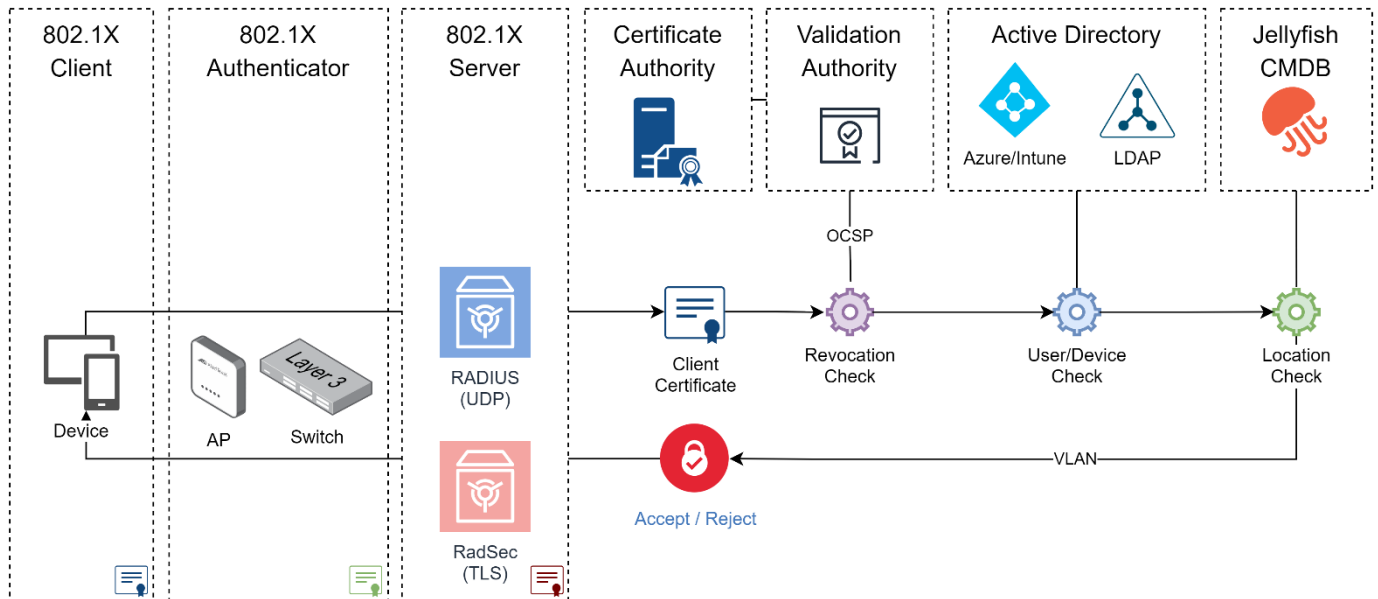 802.1X
Client
802.1X
Authenticator
802.1X
Server
Certificate
Authority
Validation
Authority
Active Directory
Jellyfish
CMDB
Azure/Intune
LDAP
OCSP
Layer 3
Device
AP
Switch
RADIUS
(UDP)
Client
Certificate
Revocation
Check
User/Device
Check
Location
Check
VLAN
Accept / Reject
RadSec
(TLS)